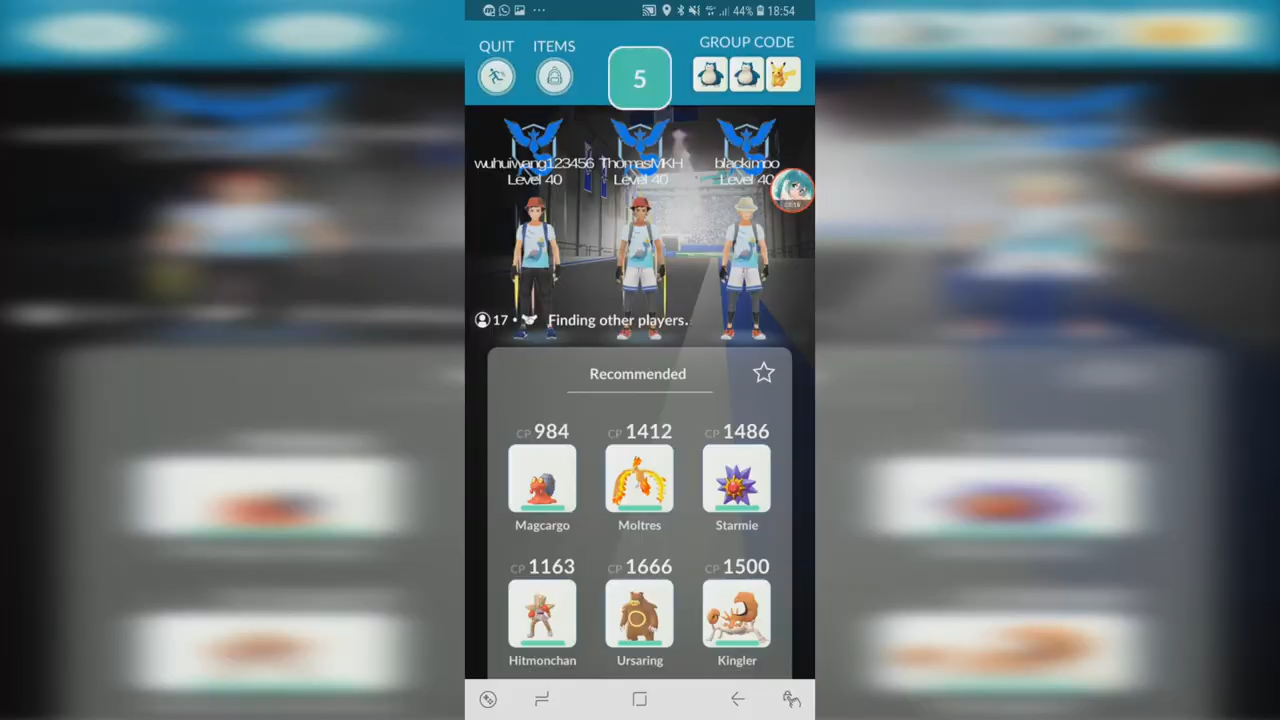 44% 18:54
QUIT ITEMS GROUP CODE
5
wuhuiwang123456 ThomasMKH blackimoo
Level 40 Level 40 Level 40
17 • Finding other players.
Recommended
CP 984 CP 1412 CP 1486
Magcargo Moltres Starmie
CP 1163 CP 1666 CP 1500
Hitmonchan Ursaring Kingler